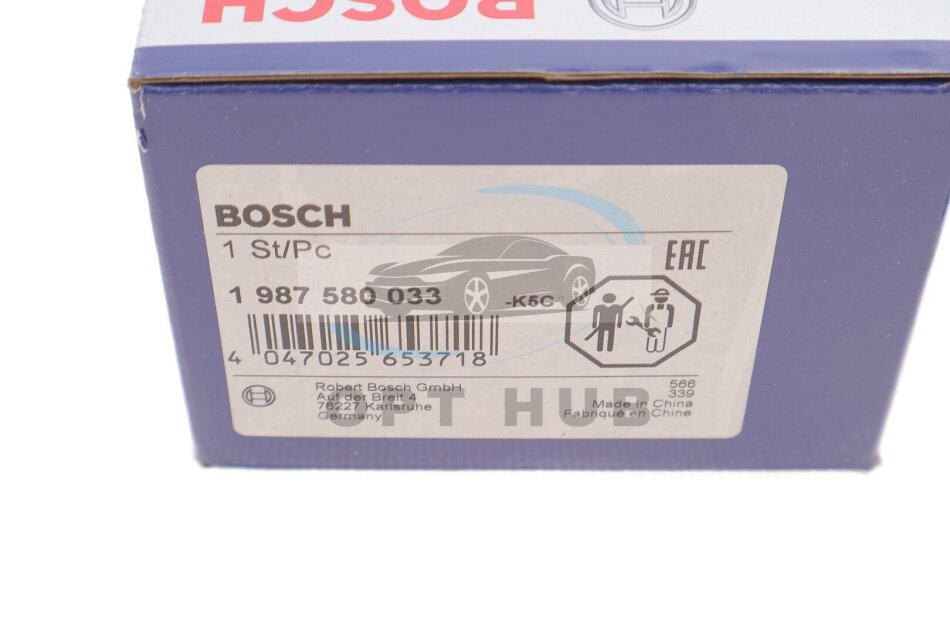 BOSCH
BOSCH
1 St/Pc
EAC
1 987 580 033
-K5C
4 047025 653718
Robert Bosch GmbH
Auf der Breit 4
76227 Karlsruhe
Germany
566
339
Made in China
Fabriqué en Chine
OPT HUB